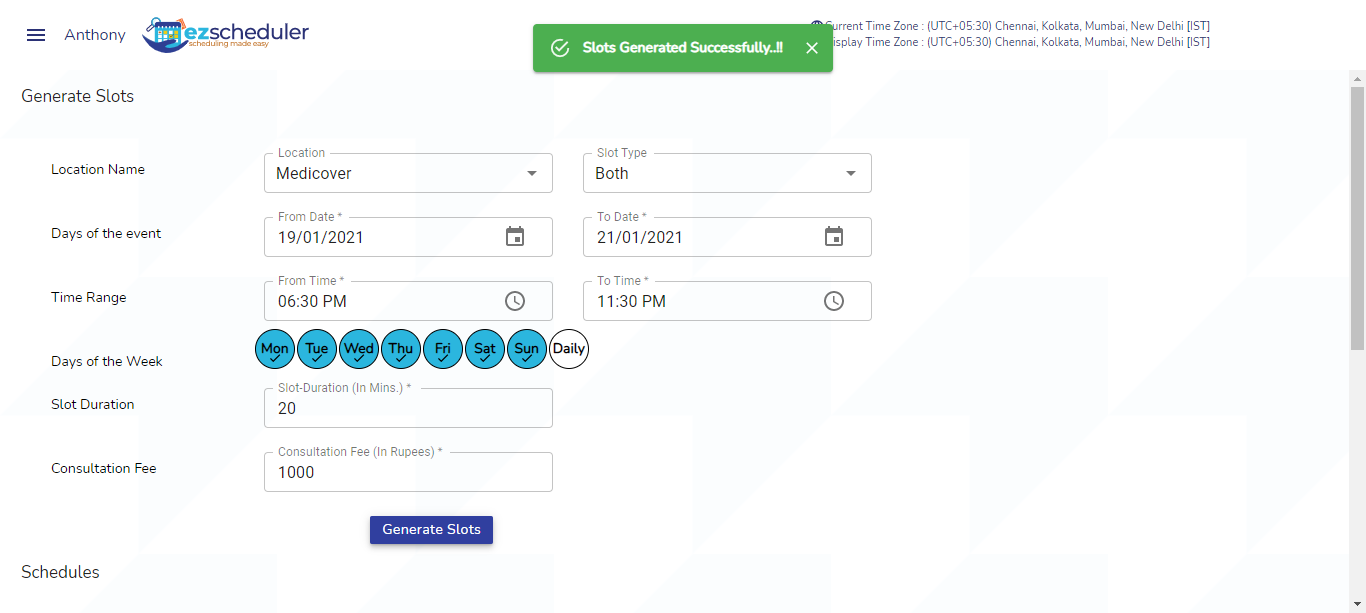 Anthony
ezscheduler
scheduling made easy
Slots Generated Successfully..!!
Current Time Zone : (UTC+05:30) Chennai, Kolkata, Mumbai, New Delhi [IST]
isplay Time Zone : (UTC+05:30) Chennai, Kolkata, Mumbai, New Delhi [IST]
Generate Slots
Location Name
Location
Medicover
Slot Type
Both
Days of the event
From Date *
19/01/2021
To Date *
21/01/2021
Time Range
From Time *
06:30 PM
To Time *
11:30 PM
Days of the Week
Mon Tue Wed Thu Fri Sat Sun Daily
Slot Duration
Slot-Duration (In Mins.) *
20
Consultation Fee
Consultation Fee (In Rupees) *
1000
Generate Slots
Schedules